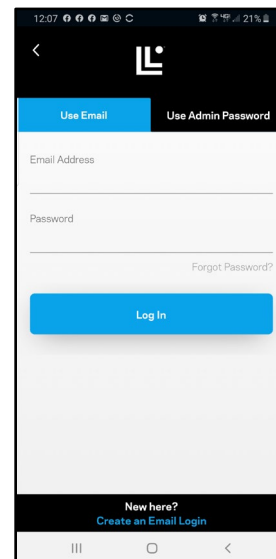 12:07
21%
Use Email
Use Admin Password
Email Address
Password
Forgot Password?
Log In
New here?
Create an Email Login